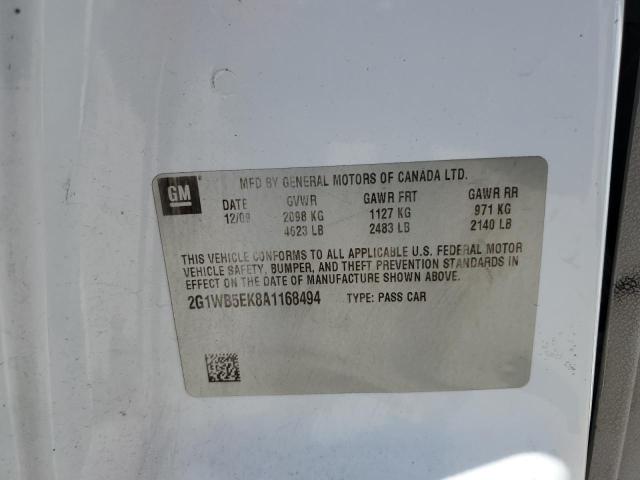 GM MFD BY GENERAL MOTORS OF CANADA LTD.
DATE GVWR GAWR FRT GAWR RR
12/09 2098 KG 1127 KG 971 KG
4623 LB 2483 LB 2140 LB
THIS VEHICLE CONFORMS TO ALL APPLICABLE U.S. FEDERAL MOTOR
VEHICLE SAFETY, BUMPER, AND THEFT PREVENTION STANDARDS IN
EFFECT ON THE DATE OF MANUFACTURE SHOWN ABOVE.
2G1WB5EK8A1168494 TYPE: PASS CAR